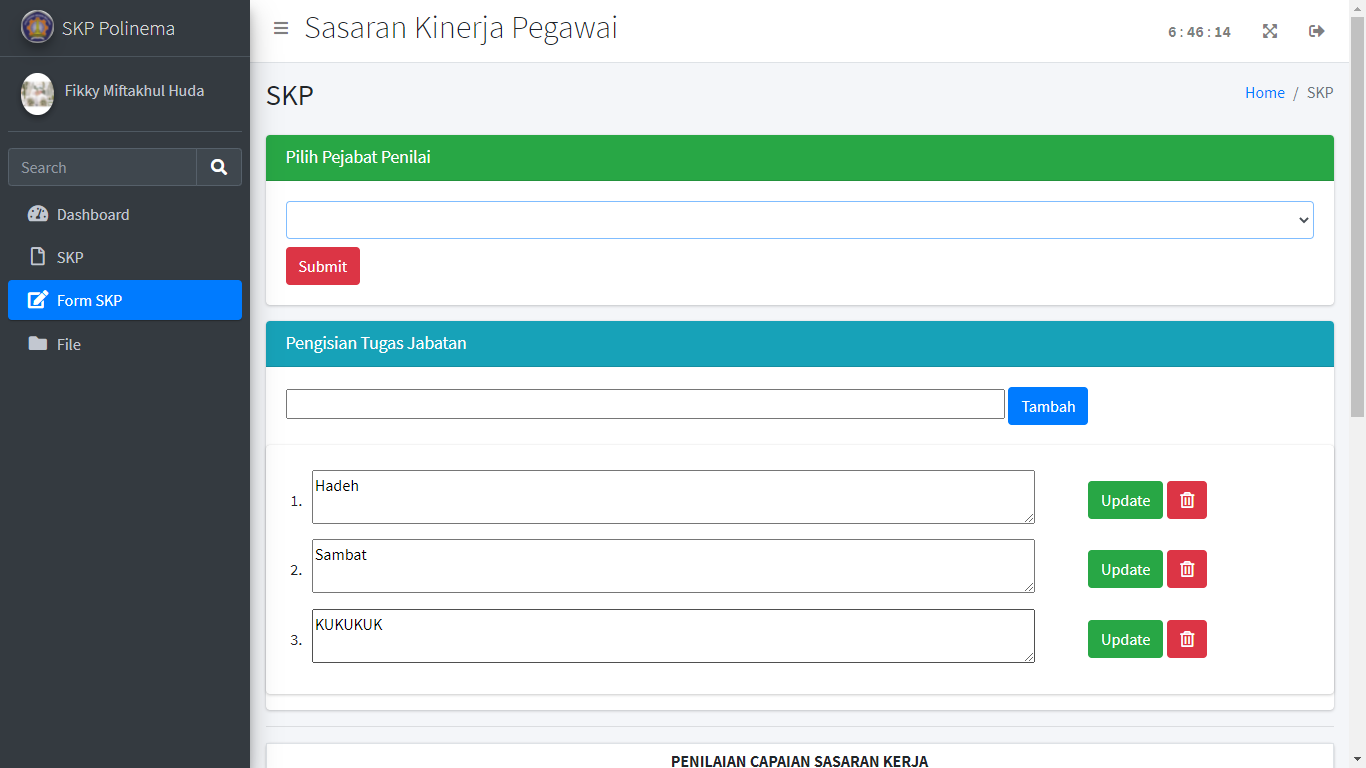 SKP Polinema
Sasaran Kinerja Pegawai
6 : 46 : 14
Fikky Miftakhul Huda
Search
Dashboard
SKP
Form SKP
File
SKP
Home / SKP
Pilih Pejabat Penilai
Submit
Pengisian Tugas Jabatan
Tambah
1. Hadeh Update
2. Sambat Update
3. KUKUKUK Update
PENILAIAN CAPAIAN SASARAN KERJA